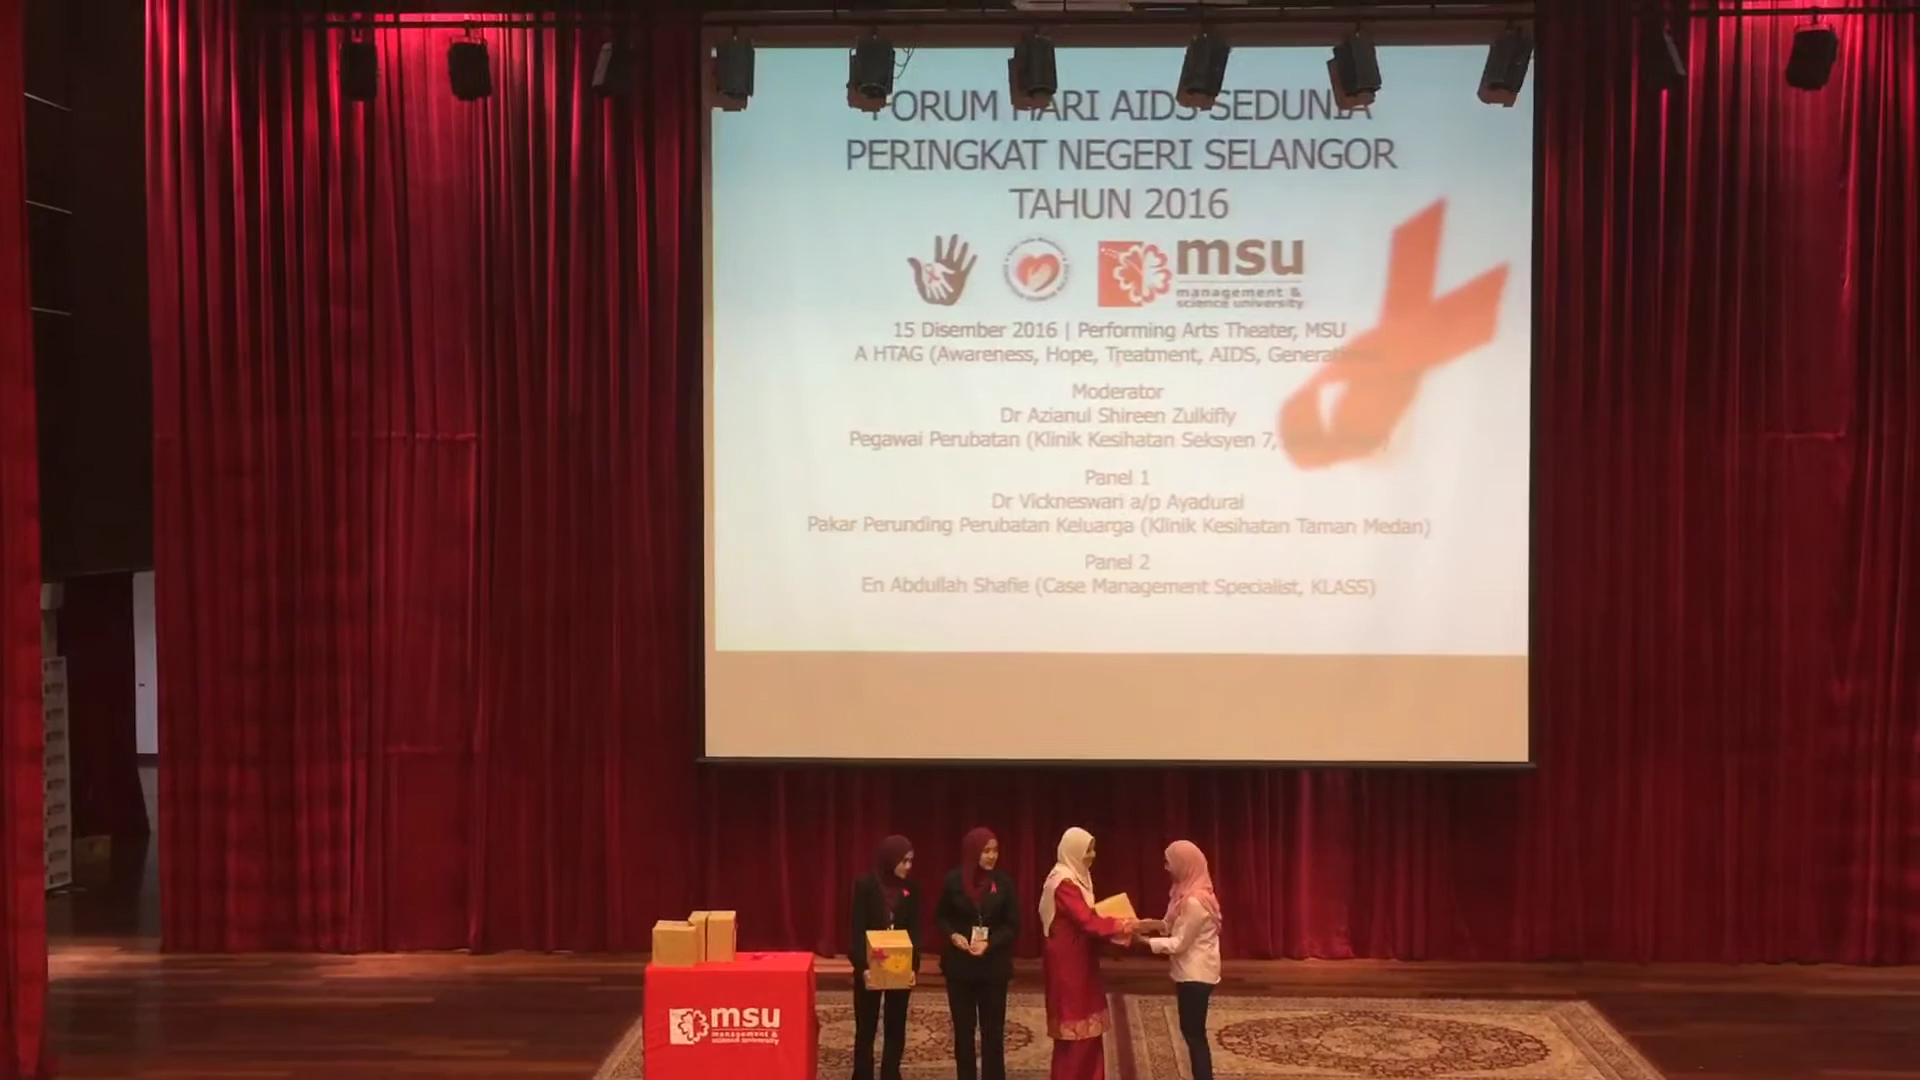 FORUM HARI AIDS SEDUNIA
PERINGKAT NEGERI SELANGOR
TAHUN 2016
msu
management &
science university
15 Disember 2016 | Performing Arts Theater, MSU
A HTAG (Awareness, Hope, Treatment, AIDS,
Moderator
Dr Azianul Shireen Zulkifly
Pegawai Perubatan (Klinik Kesihatan Seksyen 7,
Panel 1
Dr Vickneswari a/p Ayadurai
Pakar Perunding Perubatan Keluarga (Klinik Kesihatan Taman Medan)
Panel 2
En Abdullah Shafie (Case Management Specialist, KLASS)
msu
management &
science university